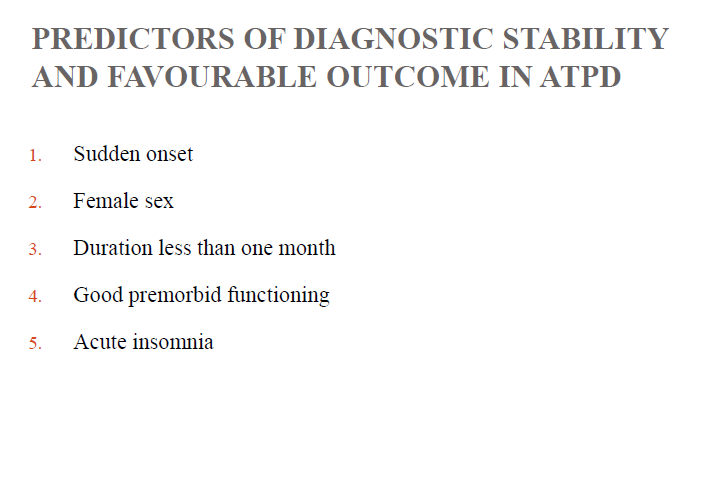 PREDICTORS OF DIAGNOSTIC STABILITY
AND FAVOURABLE OUTCOME IN ATPD
1. Sudden onset
2. Female sex
3. Duration less than one month
4. Good premorbid functioning
5. Acute insomnia